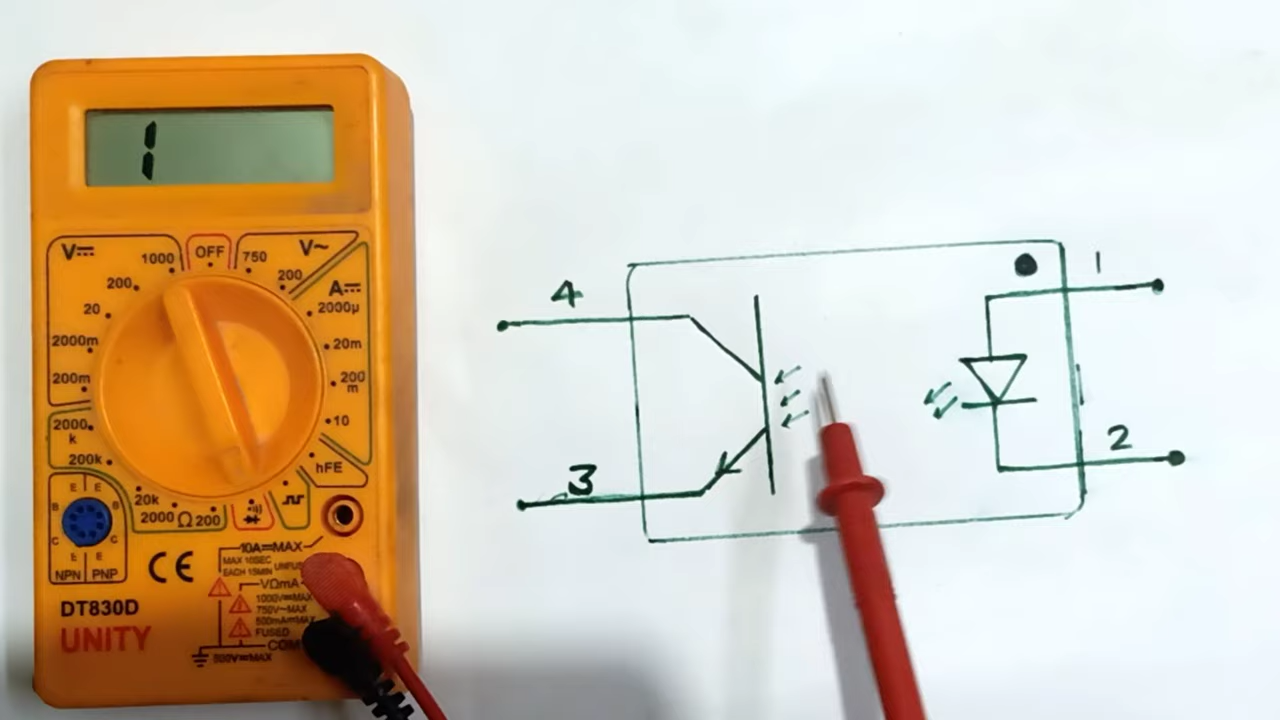 1
V⎓ 1000 OFF 750 V~
200 200
A⎓
20 2000µ
2000m 20m
200m 200
m
2000 10
k
200k hFE
20k
2000 Ω 200
E E
B B
C C
E E
NPN PNP
10A⎓MAX
MAX 10SEC
EACH 15MIN
VΩmA
1000V⎓MAX
750V~MAX
500mA⎓MAX
FUSED
COM
500V⎓MAX
CE
DT830D
UNITY
4
3
1
2